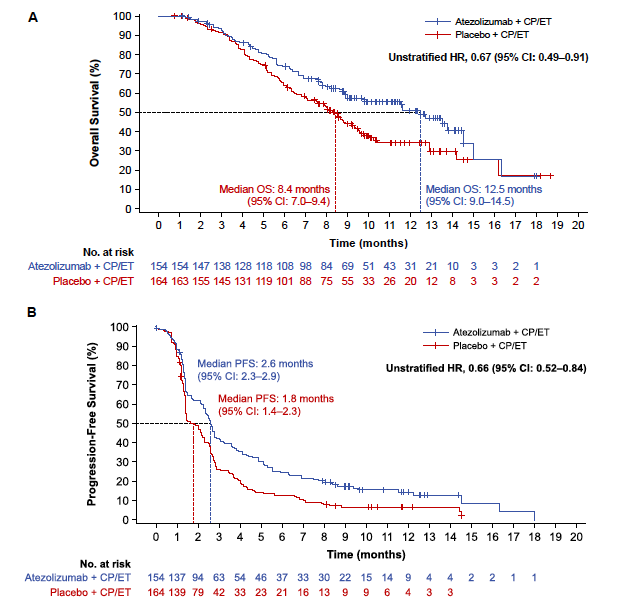 A
100
90
80
70
60
50
40
30
20
10
0
Overall Survival (%)
Atezolizumab + CP/ET
Placebo + CP/ET
Unstratified HR, 0.67 (95% CI: 0.49–0.91)
Median OS: 8.4 months
(95% CI: 7.0–9.4)
Median OS: 12.5 months
(95% CI: 9.0–14.5)
0 1 2 3 4 5 6 7 8 9 10 11 12 13 14 15 16 17 18 19 20
Time (months)
No. at risk
Atezolizumab + CP/ET 154 154 147 138 128 118 108 98 84 69 51 43 31 21 10 3 3 2 1
Placebo + CP/ET 164 163 155 145 131 119 101 88 75 55 33 26 20 12 8 3 3 2 2
B
100
90
80
70
60
50
40
30
20
10
0
Progression-Free Survival (%)
Atezolizumab + CP/ET
Placebo + CP/ET
Unstratified HR, 0.66 (95% CI: 0.52–0.84)
Median PFS: 2.6 months
(95% CI: 2.3–2.9)
Median PFS: 1.8 months
(95% CI: 1.4–2.3)
0 1 2 3 4 5 6 7 8 9 10 11 12 13 14 15 16 17 18 19 20
Time (months)
No. at risk
Atezolizumab + CP/ET 154 137 94 63 54 46 37 33 30 22 15 14 9 4 4 2 2 1 1
Placebo + CP/ET 164 139 79 42 33 23 21 16 13 9 9 6 4 3 3